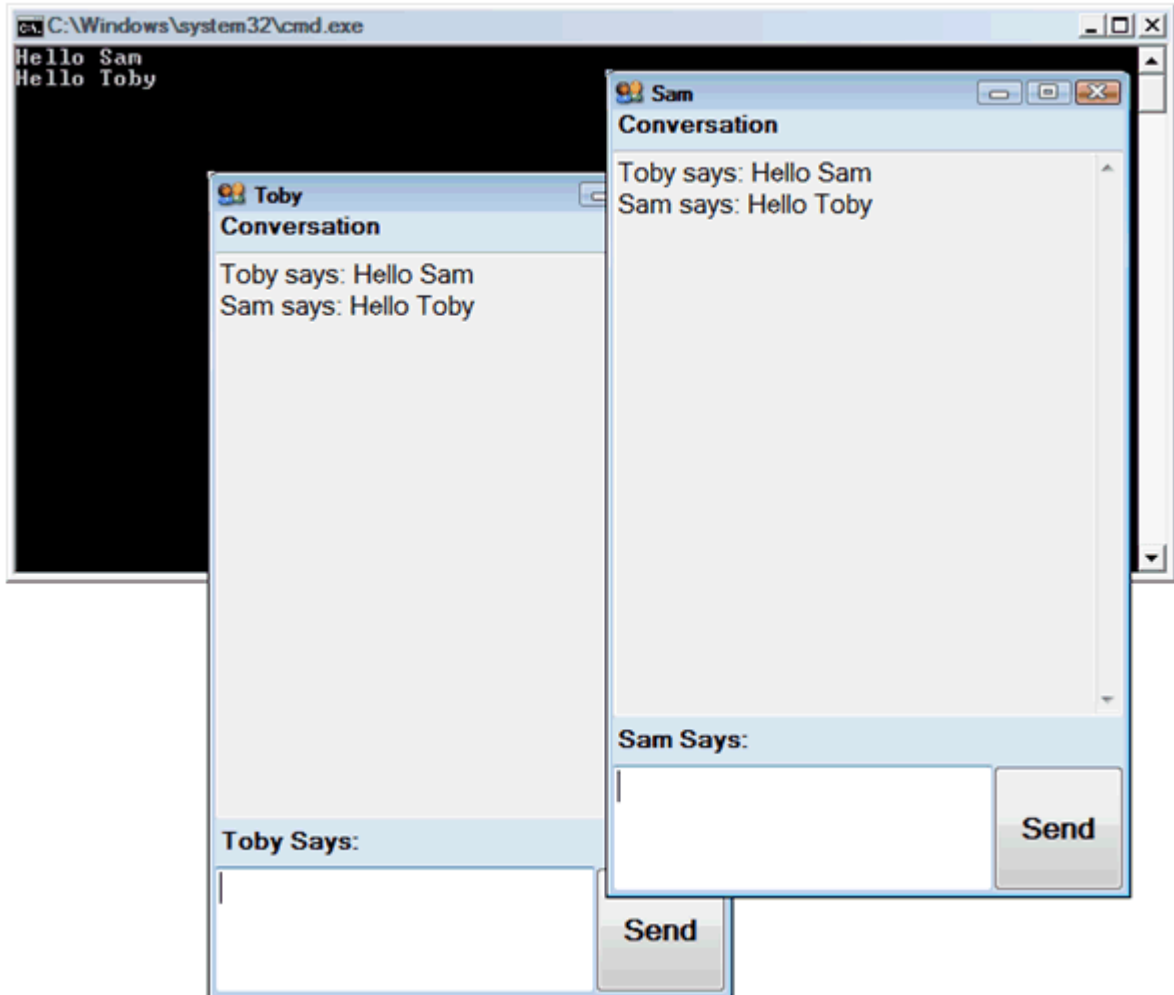 C:\Windows\system32\cmd.exe
Hello Sam
Hello Toby
Toby
Conversation
Toby says: Hello Sam
Sam says: Hello Toby
Toby Says:
Send
Sam
Conversation
Toby says: Hello Sam
Sam says: Hello Toby
Sam Says:
Send